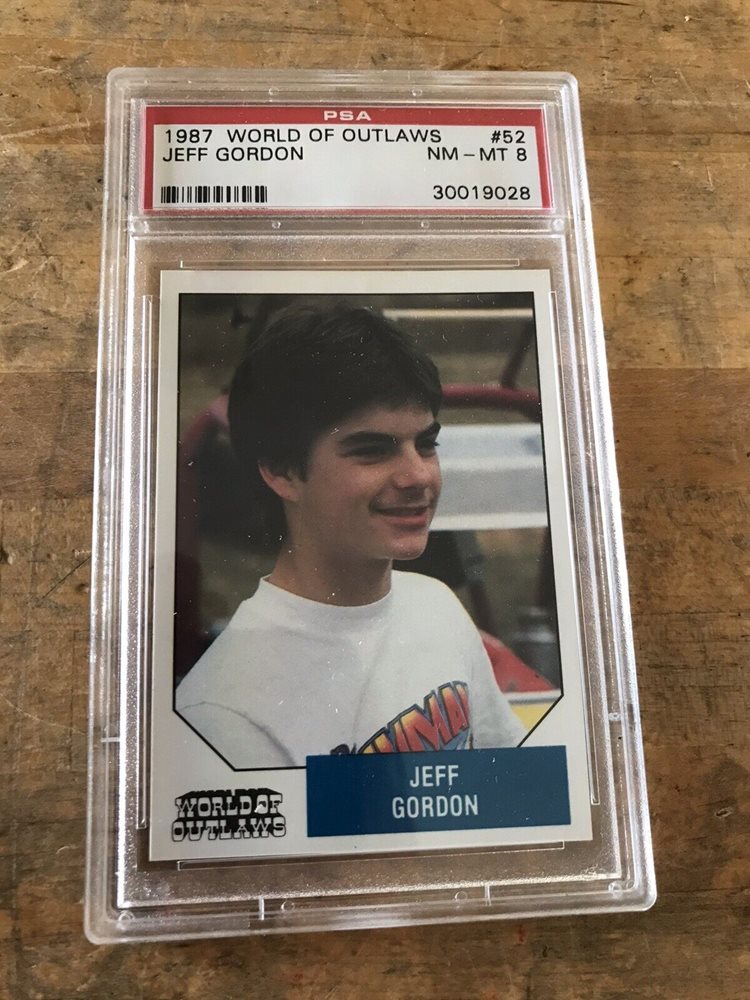 PSA
1987 WORLD OF OUTLAWS #52
JEFF GORDON NM-MT 8
30019028
JEFF
GORDON
WORLD OF
OUTLAWS